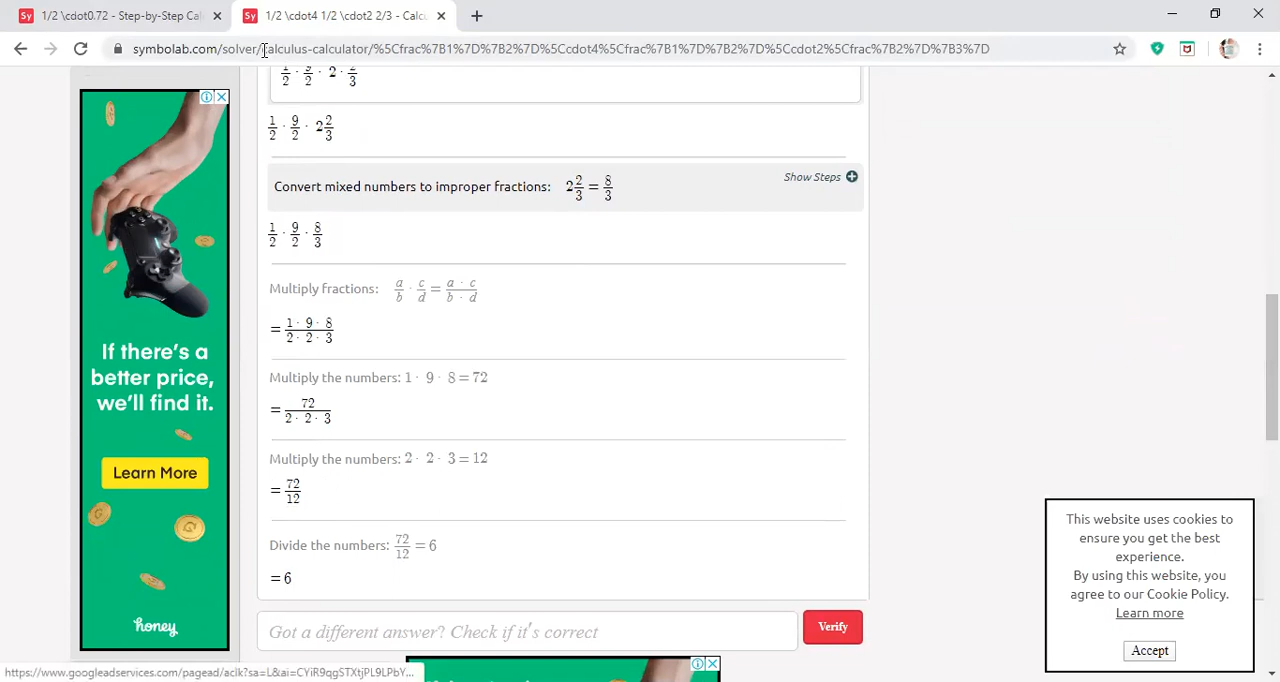 1/2 \cdot0.72 - Step-by-Step Cal
1/2 \cdot4 1/2 \cdot2 2/3 - Calcu
symbolab.com/solver/calculus-calculator/%5Cfrac%7B1%7D%7B2%7D%5Ccdot4%5Cfrac%7B1%7D%7B2%7D%5Ccdot2%5Cfrac%7B2%7D%7B3%7D
1/2 · 9/2 · 2 2/3
Convert mixed numbers to improper fractions: 2 2/3 = 8/3
Show Steps
1/2 · 9/2 · 8/3
Multiply fractions: a/b · c/d = a · c/b · d
= 1 · 9 · 8/2 · 2 · 3
Multiply the numbers: 1 · 9 · 8 = 72
= 72/2 · 2 · 3
Multiply the numbers: 2 · 2 · 3 = 12
= 72/12
Divide the numbers: 72/12 = 6
= 6
Got a different answer? Check if it's correct
Verify
If there's a
better price,
we'll find it.
Learn More
honey
This website uses cookies to
ensure you get the best
experience.
By using this website, you
agree to our Cookie Policy.
Learn more
Accept
https://www.googleadservices.com/pagead/aclk?sa=L&ai=CYiR9qgSTXtjPL9LPbY...